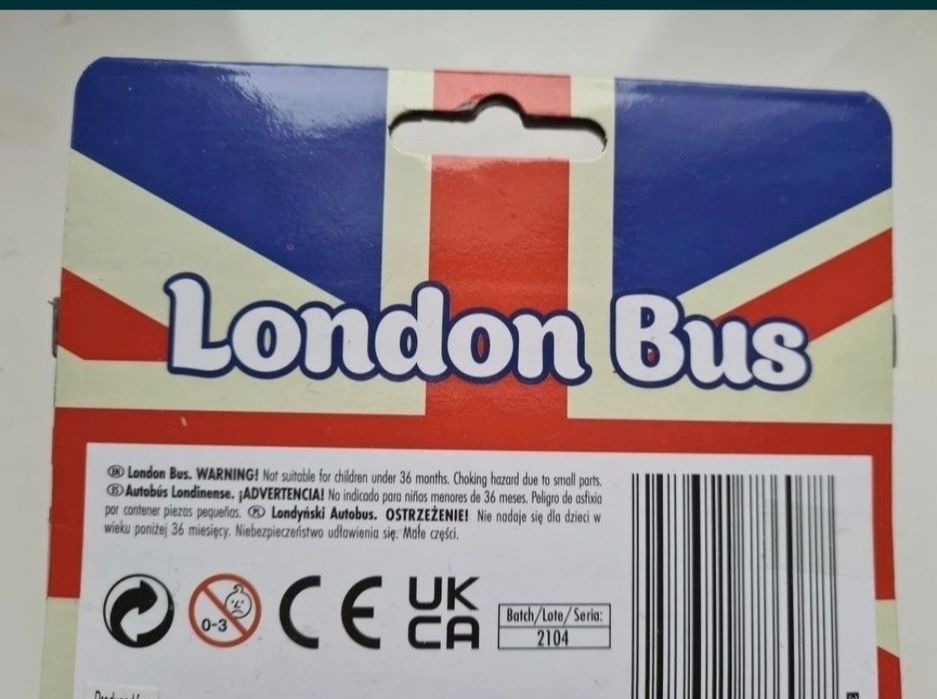 London Bus
GB London Bus. WARNING! Not suitable for children under 36 months. Choking hazard due to small parts.
E Autobús Londinense. ¡ADVERTENCIA! No indicado para niños menores de 36 meses. Peligro de asfixia
por contener piezas pequeñas. PL Londyński Autobus. OSTRZEŻENIE! Nie nadaje się dla dzieci w
wieku poniżej 36 miesięcy. Niebezpieczeństwo udławienia się. Małe części.
0-3
CE
UK
CA
Batch/Lote/Seria:
2104